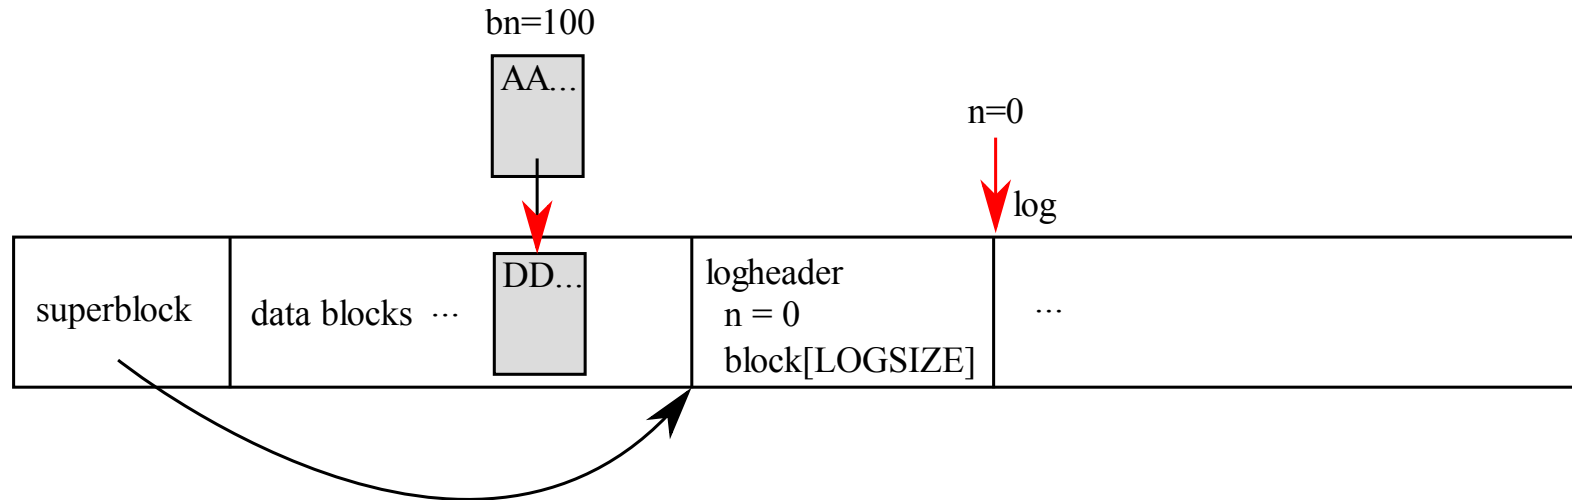 bn=100
AA...
n=0
log
superblock
data blocks ...
DD...
logheader
n = 0
block[LOGSIZE]
...